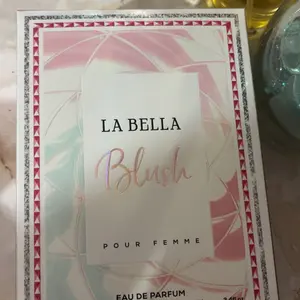 LA BELLA
Blush
POUR FEMME
EAU DE PARFUM